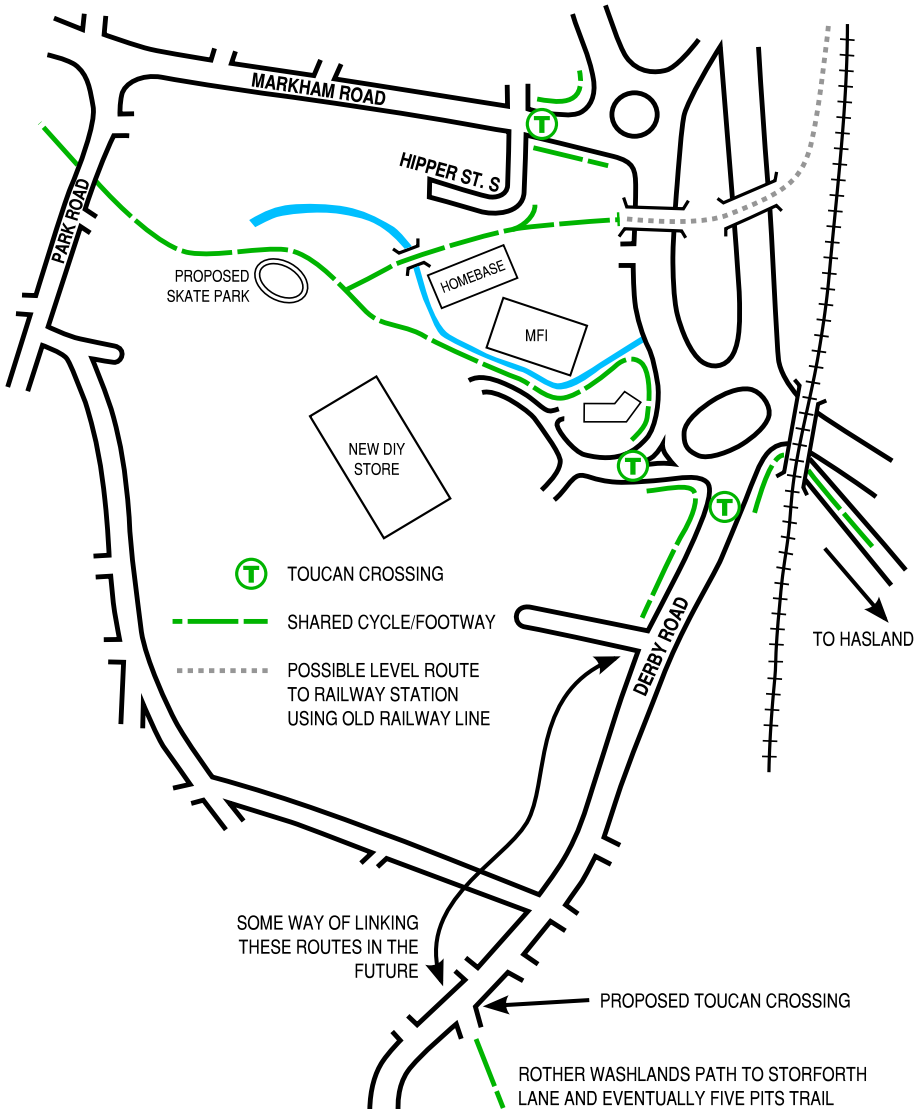 MARKHAM ROAD
T
HIPPER ST. S
PARK ROAD
PROPOSED
SKATE PARK
HOMEBASE
MFI
NEW DIY
STORE
T
T
T TOUCAN CROSSING
SHARED CYCLE/FOOTWAY
POSSIBLE LEVEL ROUTE
TO RAILWAY STATION
USING OLD RAILWAY LINE
TO HASLAND
DERBY ROAD
SOME WAY OF LINKING
THESE ROUTES IN THE
FUTURE
PROPOSED TOUCAN CROSSING
ROTHER WASHLANDS PATH TO STORFORTH
LANE AND EVENTUALLY FIVE PITS TRAIL